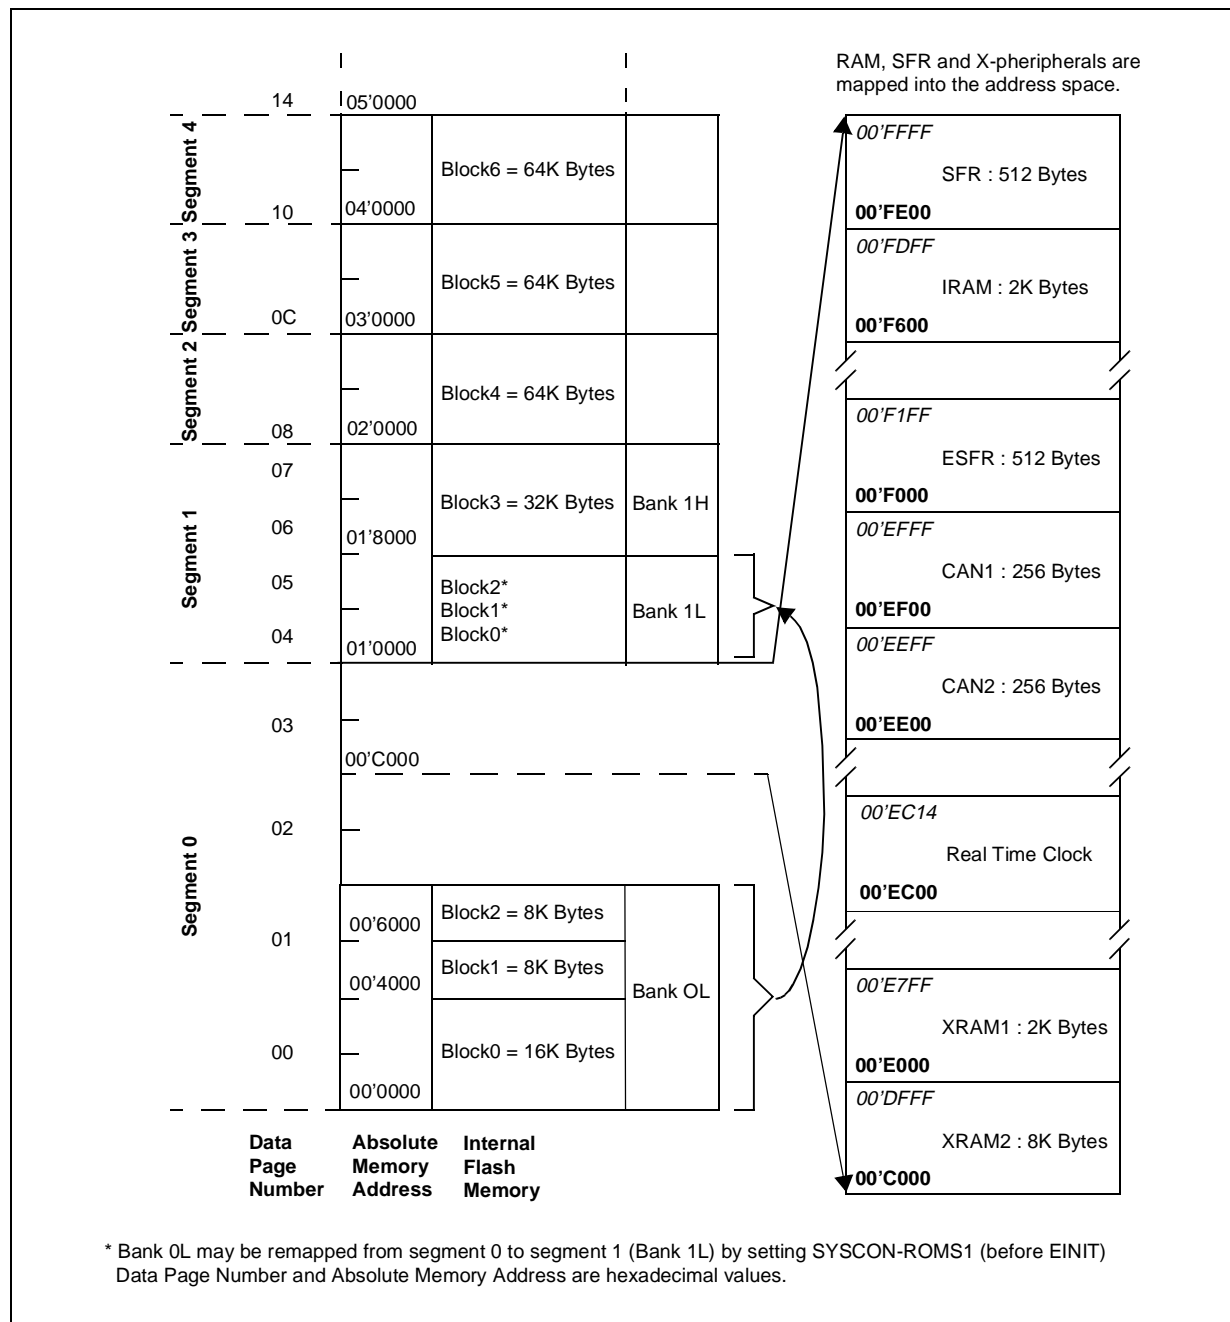 RAM, SFR and X-pheripherals are
mapped into the address space.
14
05'0000
Segment 4
Block6 = 64K Bytes
10
04'0000
Segment 3
Block5 = 64K Bytes
0C
03'0000
Segment 2
Block4 = 64K Bytes
08
02'0000
Segment 1
07
Block3 = 32K Bytes
Bank 1H
06
01'8000
05
Block2*
Block1*
Block0*
Bank 1L
04
01'0000
Segment 0
03
00'C000
02
01
00'6000
Block2 = 8K Bytes
00'4000
Block1 = 8K Bytes
Bank OL
00
Block0 = 16K Bytes
00'0000
Data
Page
Number
Absolute
Memory
Address
Internal
Flash
Memory
00'FFFF
SFR : 512 Bytes
00'FE00
00'FDFF
IRAM : 2K Bytes
00'F600
00'F1FF
ESFR : 512 Bytes
00'F000
00'EFFF
CAN1 : 256 Bytes
00'EF00
00'EEFF
CAN2 : 256 Bytes
00'EE00
00'EC14
Real Time Clock
00'EC00
00'E7FF
XRAM1 : 2K Bytes
00'E000
00'DFFF
XRAM2 : 8K Bytes
00'C000
* Bank 0L may be remapped from segment 0 to segment 1 (Bank 1L) by setting SYSCON-ROMS1 (before EINIT)
Data Page Number and Absolute Memory Address are hexadecimal values.